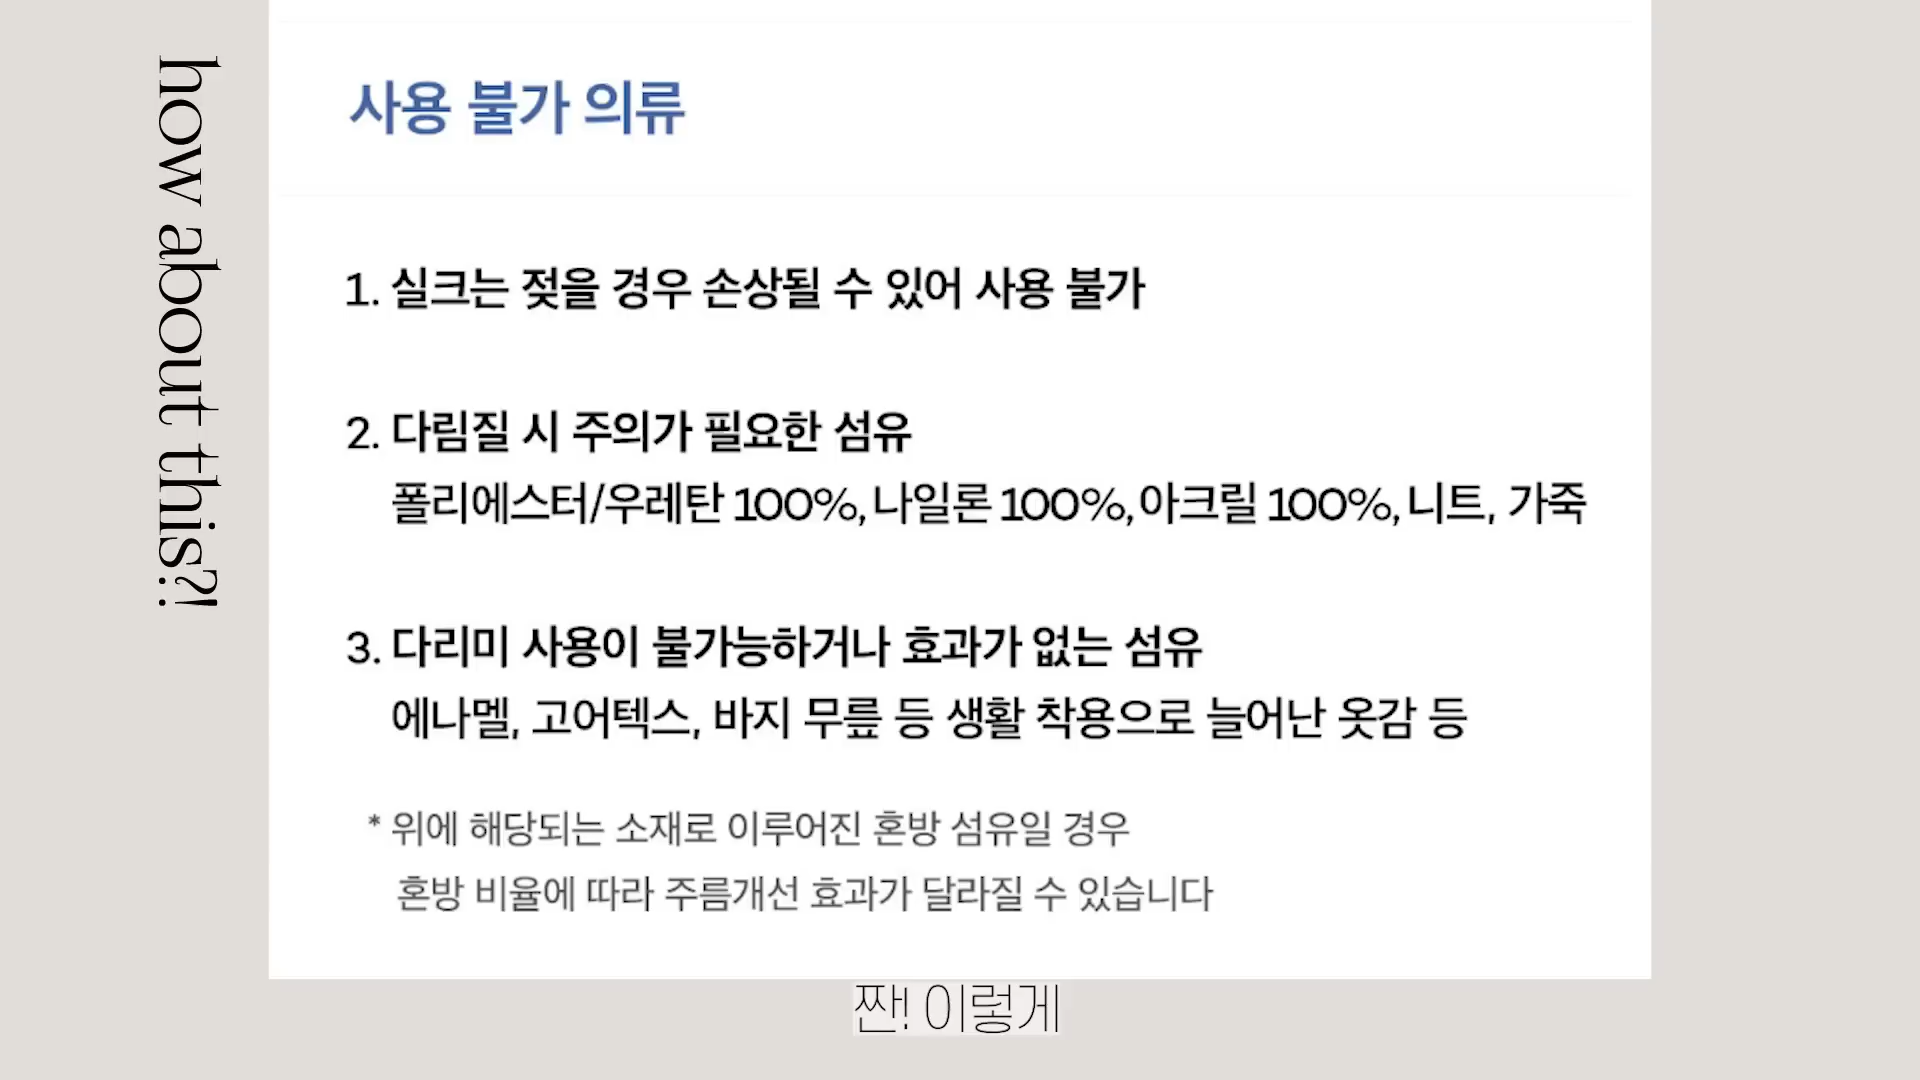 how about this?!
사용 불가 의류
1. 실크는 젖을 경우 손상될 수 있어 사용 불가
2. 다림질 시 주의가 필요한 섬유
폴리에스터/우레탄 100%, 나일론 100%, 아크릴 100%, 니트, 가죽
3. 다리미 사용이 불가능하거나 효과가 없는 섬유
에나멜, 고어텍스, 바지 무릎 등 생활 착용으로 늘어난 옷감 등
* 위에 해당되는 소재로 이루어진 혼방 섬유일 경우
혼방 비율에 따라 주름개선 효과가 달라질 수 있습니다
짠! 이렇게